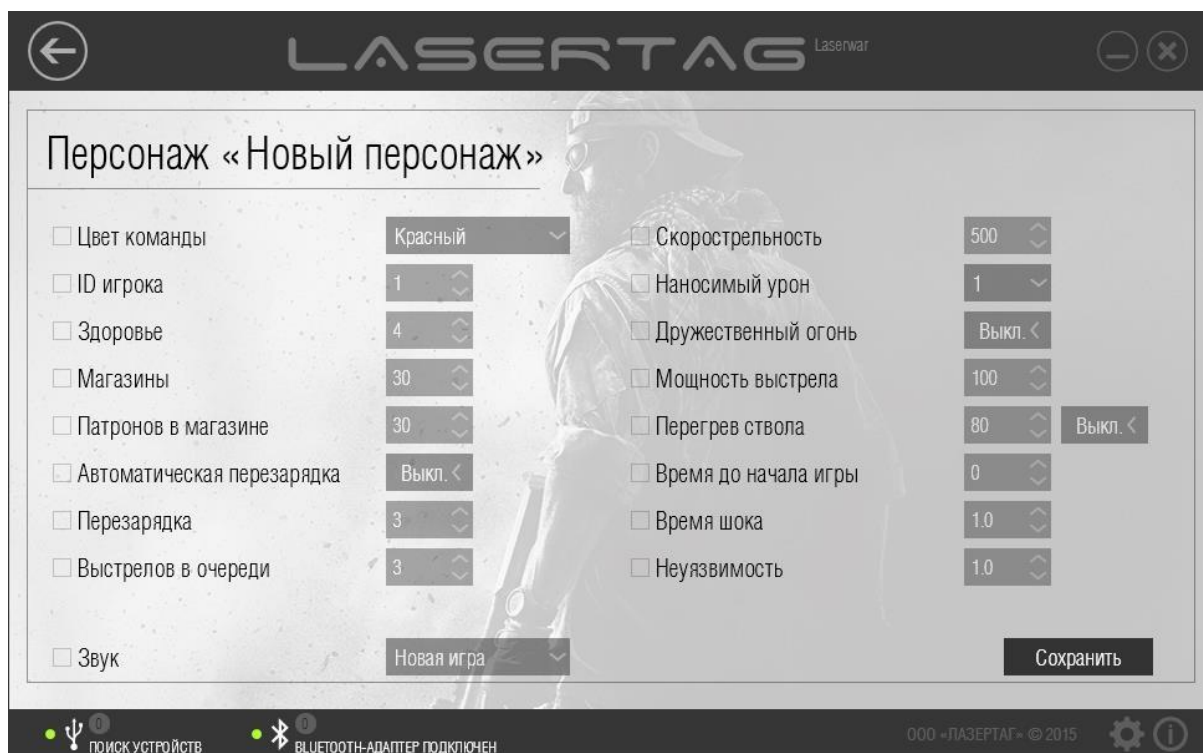 LASERTAG Laserwar
Персонаж «Новый персонаж»
Цвет команды Красный
ID игрока 1
Здоровье 4
Магазины 30
Патронов в магазине 30
Автоматическая перезарядка Выкл.
Перезарядка 3
Выстрелов в очереди 3
Звук Новая игра
Скорострельность 500
Наносимый урон 1
Дружественный огонь Выкл.
Мощность выстрела 100
Перегрев ствола 80 Выкл.
Время до начала игры 0
Время шока 1.0
Неуязвимость 1.0
Сохранить
0
ПОИСК УСТРОЙСТВ
0
BLUETOOTH-АДАПТЕР ПОДКЛЮЧЕН
ООО «ЛАЗЕРТАГ» © 2015